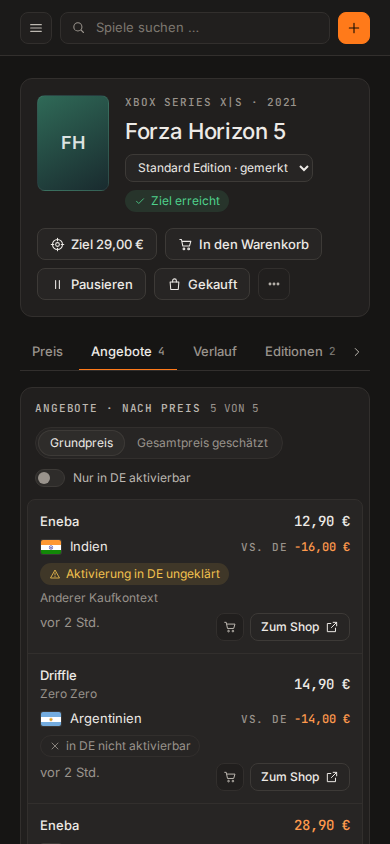 Spiele suchen ...
XBOX SERIES X|S · 2021
FH
Forza Horizon 5
Standard Edition · gemerkt
Ziel erreicht
Ziel 29,00 €
In den Warenkorb
Pausieren
Gekauft
Preis
Angebote 4
Verlauf
Editionen 2
ANGEBOTE · NACH PREIS 5 VON 5
Grundpreis
Gesamtpreis geschätzt
Nur in DE aktivierbar
Eneba 12,90 €
Indien VS. DE -16,00 €
Aktivierung in DE ungeklärt
Anderer Kaufkontext
vor 2 Std. Zum Shop
Driffle 14,90 €
Zero Zero
Argentinien VS. DE -14,00 €
in DE nicht aktivierbar
vor 2 Std. Zum Shop
Eneba 28,90 €